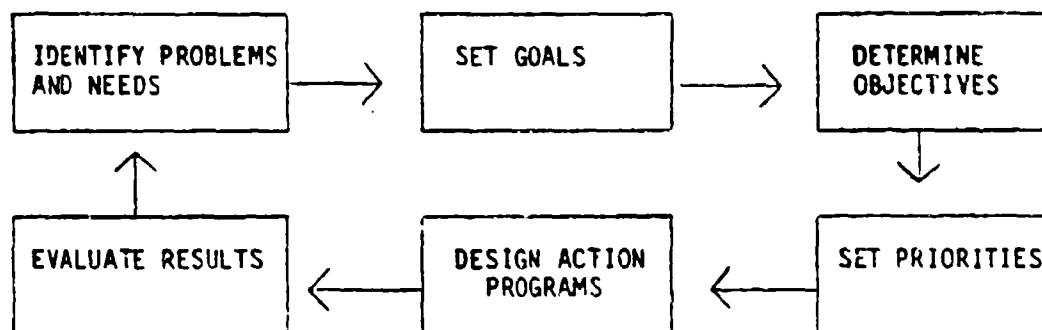 IDENTIFY PROBLEMS
AND NEEDS
SET GOALS
DETERMINE
OBJECTIVES
SET PRIORITIES
DESIGN ACTION
PROGRAMS
EVALUATE RESULTS